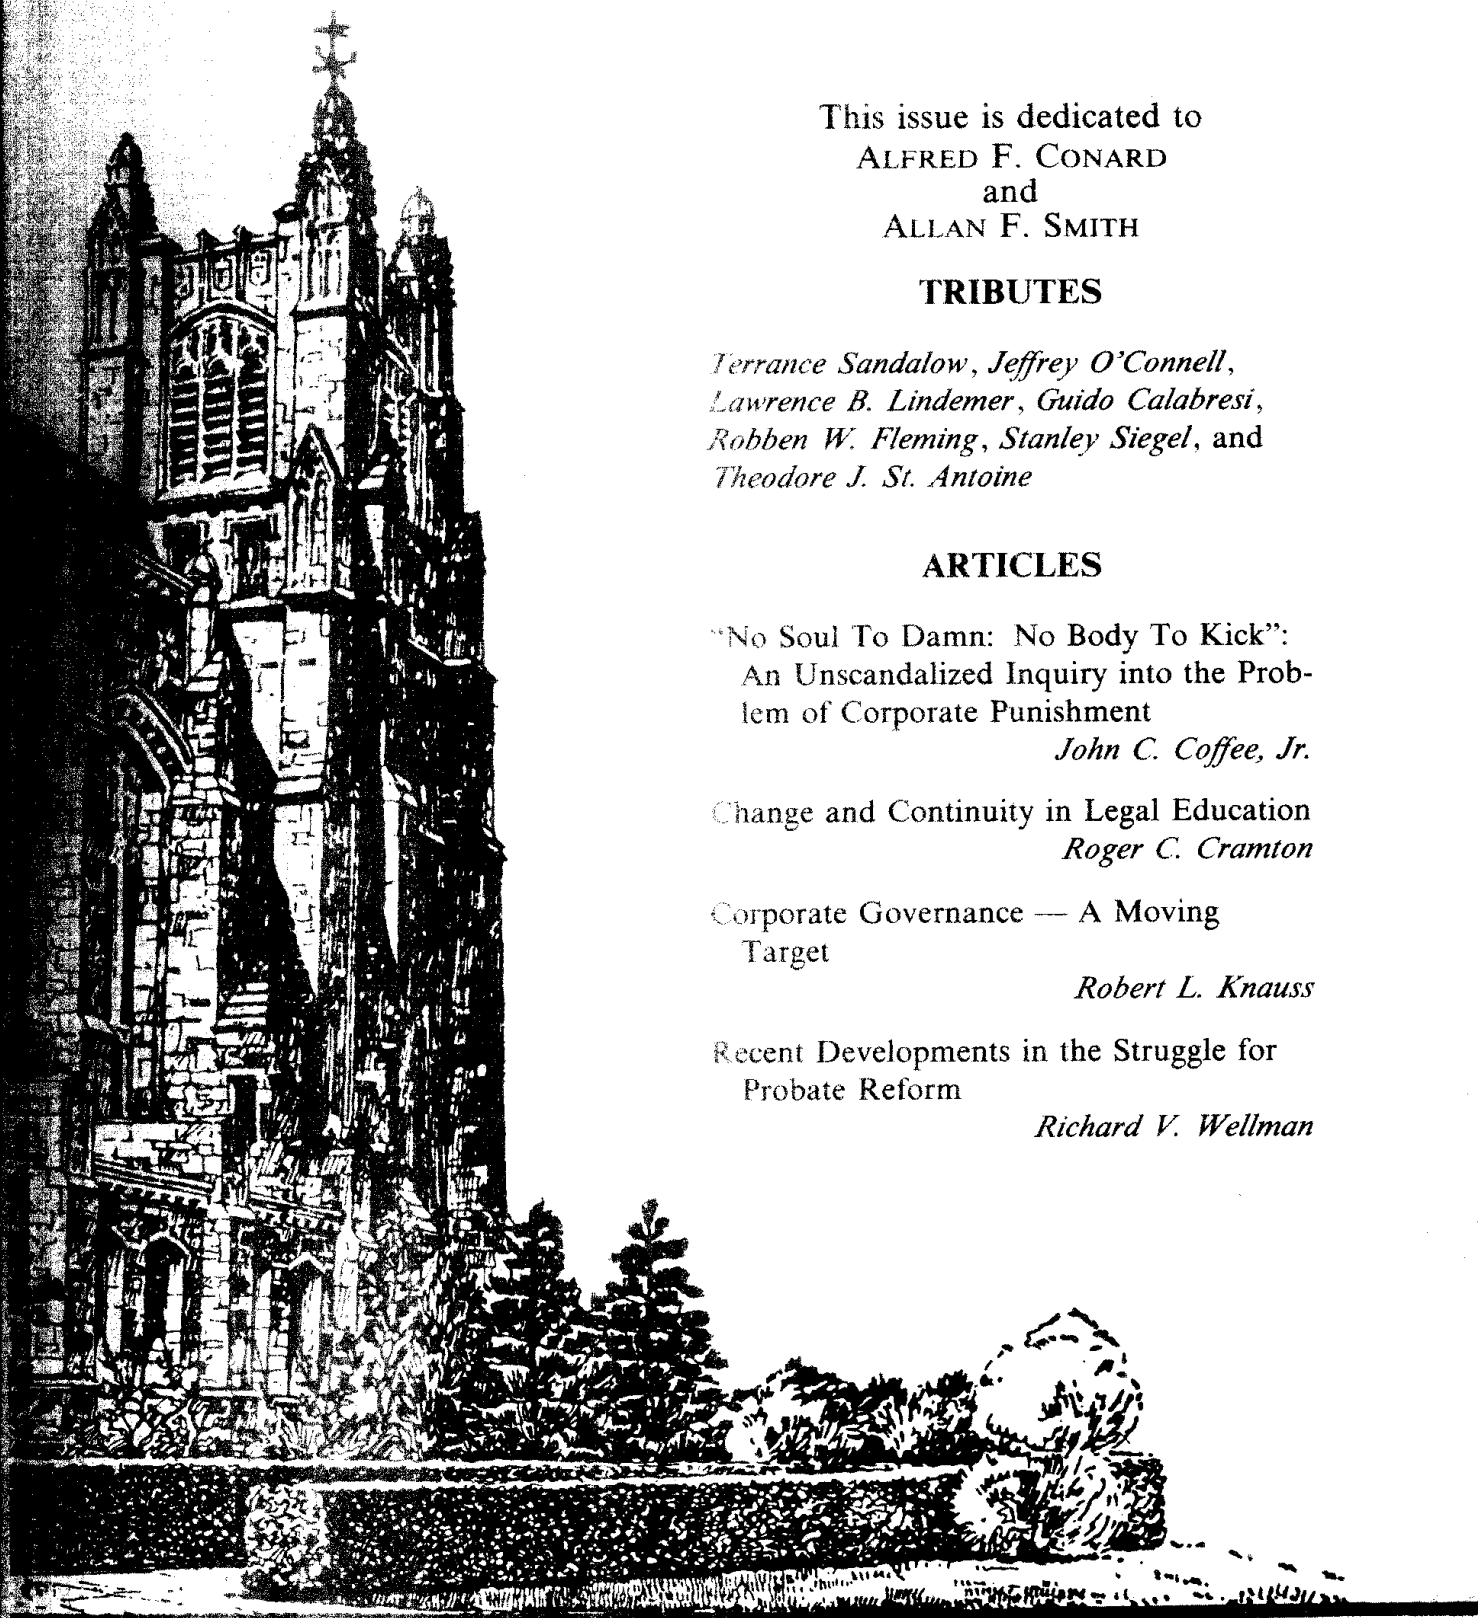 This issue is dedicated to
ALFRED F. CONARD
and
ALLAN F. SMITH
TRIBUTES
Terrance Sandalow, Jeffrey O'Connell,
Lawrence B. Lindemer, Guido Calabresi,
Robben W. Fleming, Stanley Siegel, and
Theodore J. St. Antoine
ARTICLES
“No Soul To Damn: No Body To Kick”:
An Unscandalized Inquiry into the Prob-
lem of Corporate Punishment
John C. Coffee, Jr.
Change and Continuity in Legal Education
Roger C. Cramton
Corporate Governance — A Moving
Target
Robert L. Knauss
Recent Developments in the Struggle for
Probate Reform
Richard V. Wellman